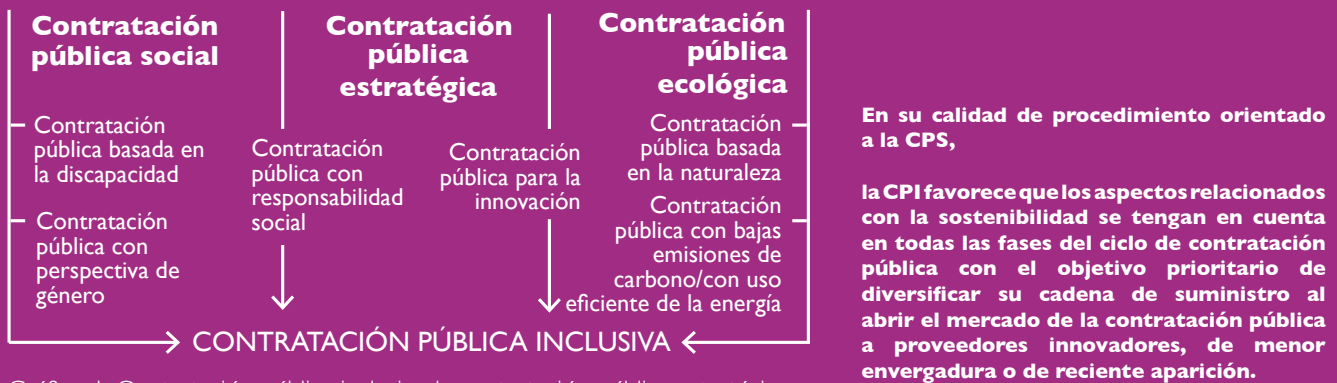 Contratación
pública social
Contratación
pública
estratégica
Contratación
pública
ecológica
Contratación
pública basada en
la discapacidad
Contratación
pública con
perspectiva de
género
Contratación
pública con
responsabilidad
social
Contratación
pública para la
innovación
Contratación
pública basada
en la naturaleza
Contratación
pública con bajas
emisiones de
carbono/con uso
eficiente de la energía
CONTRATACIÓN PÚBLICA INCLUSIVA
En su calidad de procedimiento orientado
a la CPS,
la CPI favorece que los aspectos relacionados
con la sostenibilidad se tengan en cuenta
en todas las fases del ciclo de contratación
pública con el objetivo prioritario de
diversificar su cadena de suministro al
abrir el mercado de la contratación pública
a proveedores innovadores, de menor
envergadura o de reciente aparición.